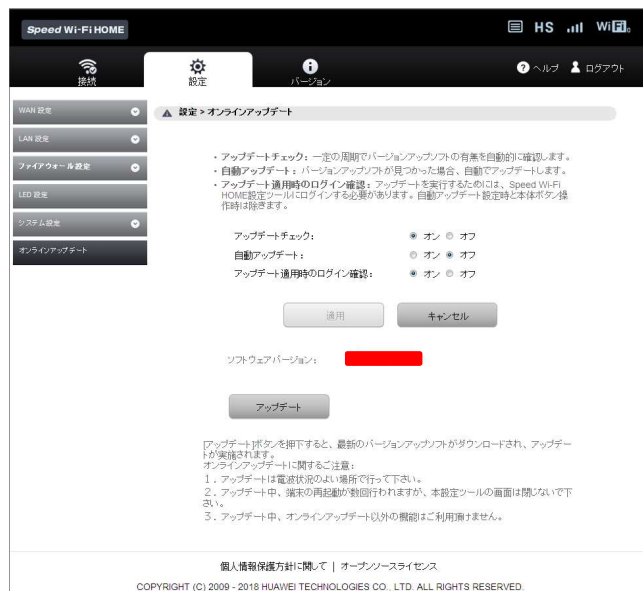 Speed Wi-Fi HOME
HS
WiFi
接続
設定
バージョン
ヘルプ
ログアウト
WAN 設定
設定 > オンラインアップデート
LAN 設定
ファイアウォール設定
LED 設定
システム設定
オンラインアップデート
・アップデートチェック：一定の周期でバージョンアップソフトの有無を自動的に確認します。
・自動アップデート：バージョンアップソフトが見つかった場合、自動でアップデートします。
・アップデート適用時のログイン確認：アップデートを実行するためには、Speed Wi-Fi
HOME設定ツールにログインする必要があります。自動アップデート設定時と本体ボタン操
作時は除きます。
アップデートチェック： オン オフ
自動アップデート： オン オフ
アップデート適用時のログイン確認： オン オフ
適用 キャンセル
ソフトウェアバージョン：
アップデート
[アップデート]ボタンを押下すると、最新のバージョンアップソフトがダウンロードされ、アップデー
トが実施されます。
オンラインアップデートに関するご注意：
１．アップデートは電波状況のよい場所で行って下さい。
２．アップデート中、端末の再起動が数回行われますが、本設定ツールの画面は閉じないで下
さい。
３．アップデート中、オンラインアップデート以外の機能はご利用頂けません。
個人情報保護方針に関して | オープンソースライセンス
COPYRIGHT (C) 2009 - 2018 HUAWEI TECHNOLOGIES CO., LTD. ALL RIGHTS RESERVED.